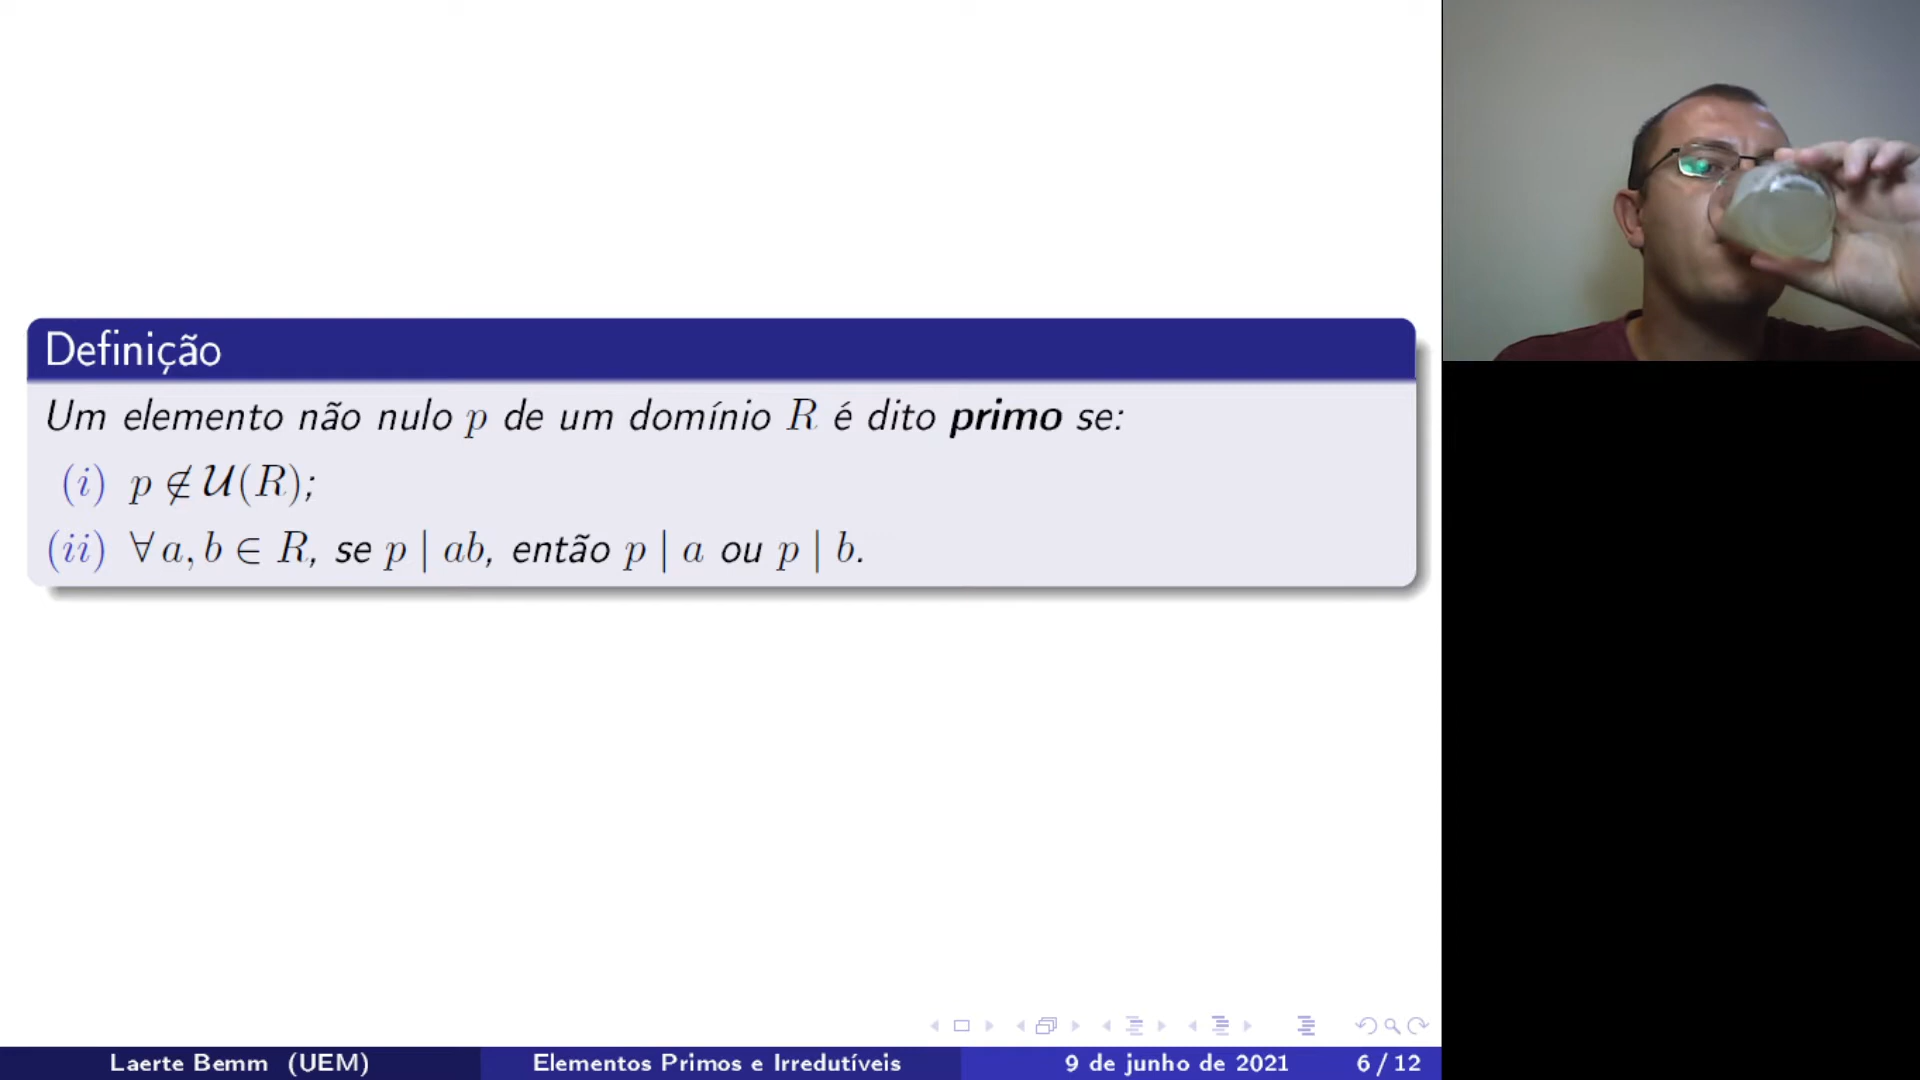 Definição
Um elemento não nulo p de um domínio R é dito primo se:
(i) p ∉ U(R);
(ii) ∀ a, b ∈ R, se p | ab, então p | a ou p | b.
Laerte Bemm (UEM) Elementos Primos e Irredutíveis 9 de junho de 2021 6 / 12